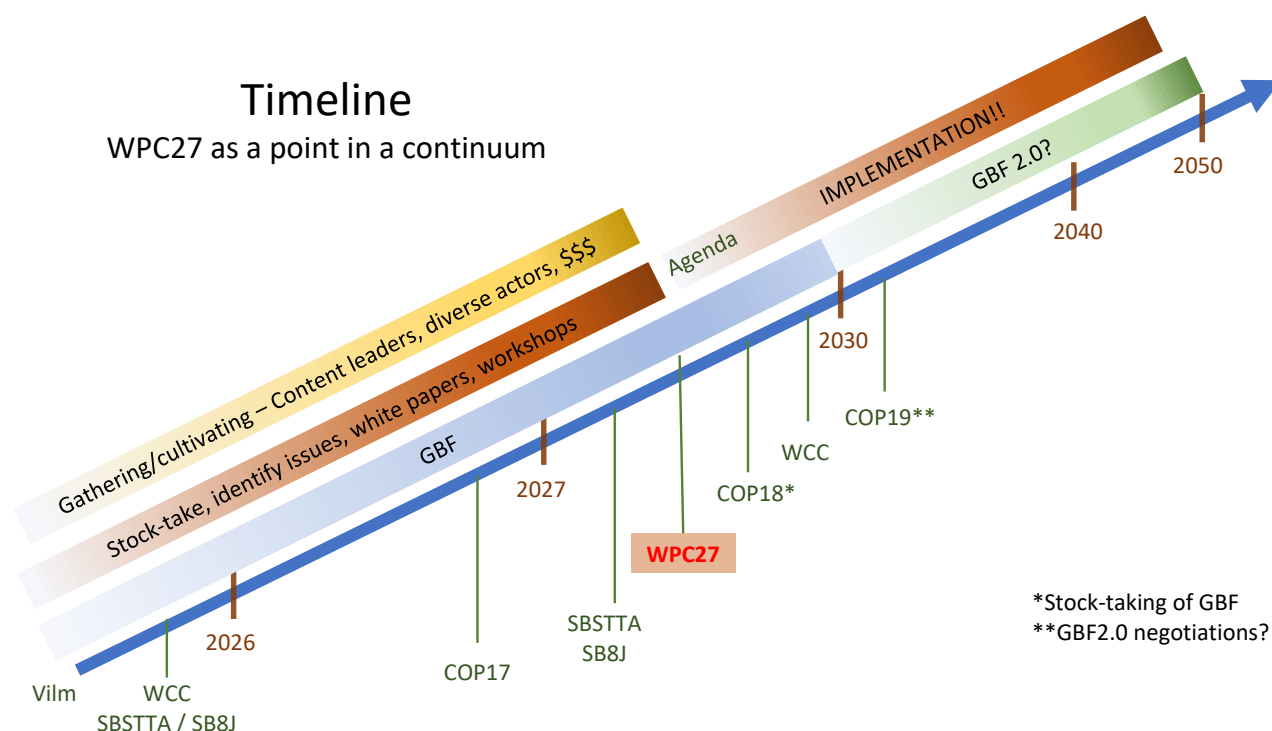 Timeline
WPC27 as a point in a continuum
Gathering/cultivating – Content leaders, diverse actors, $$$
Stock-take, identify issues, white papers, workshops
GBF
Agenda
IMPLEMENTATION!!
GBF 2.0?
2050
2040
2030
2027
2026
COP19**
WCC
COP18*
WPC27
SBSTTA
SB8J
COP17
Vilm
WCC
SBSTTA / SB8J
*Stock-taking of GBF
**GBF2.0 negotiations?